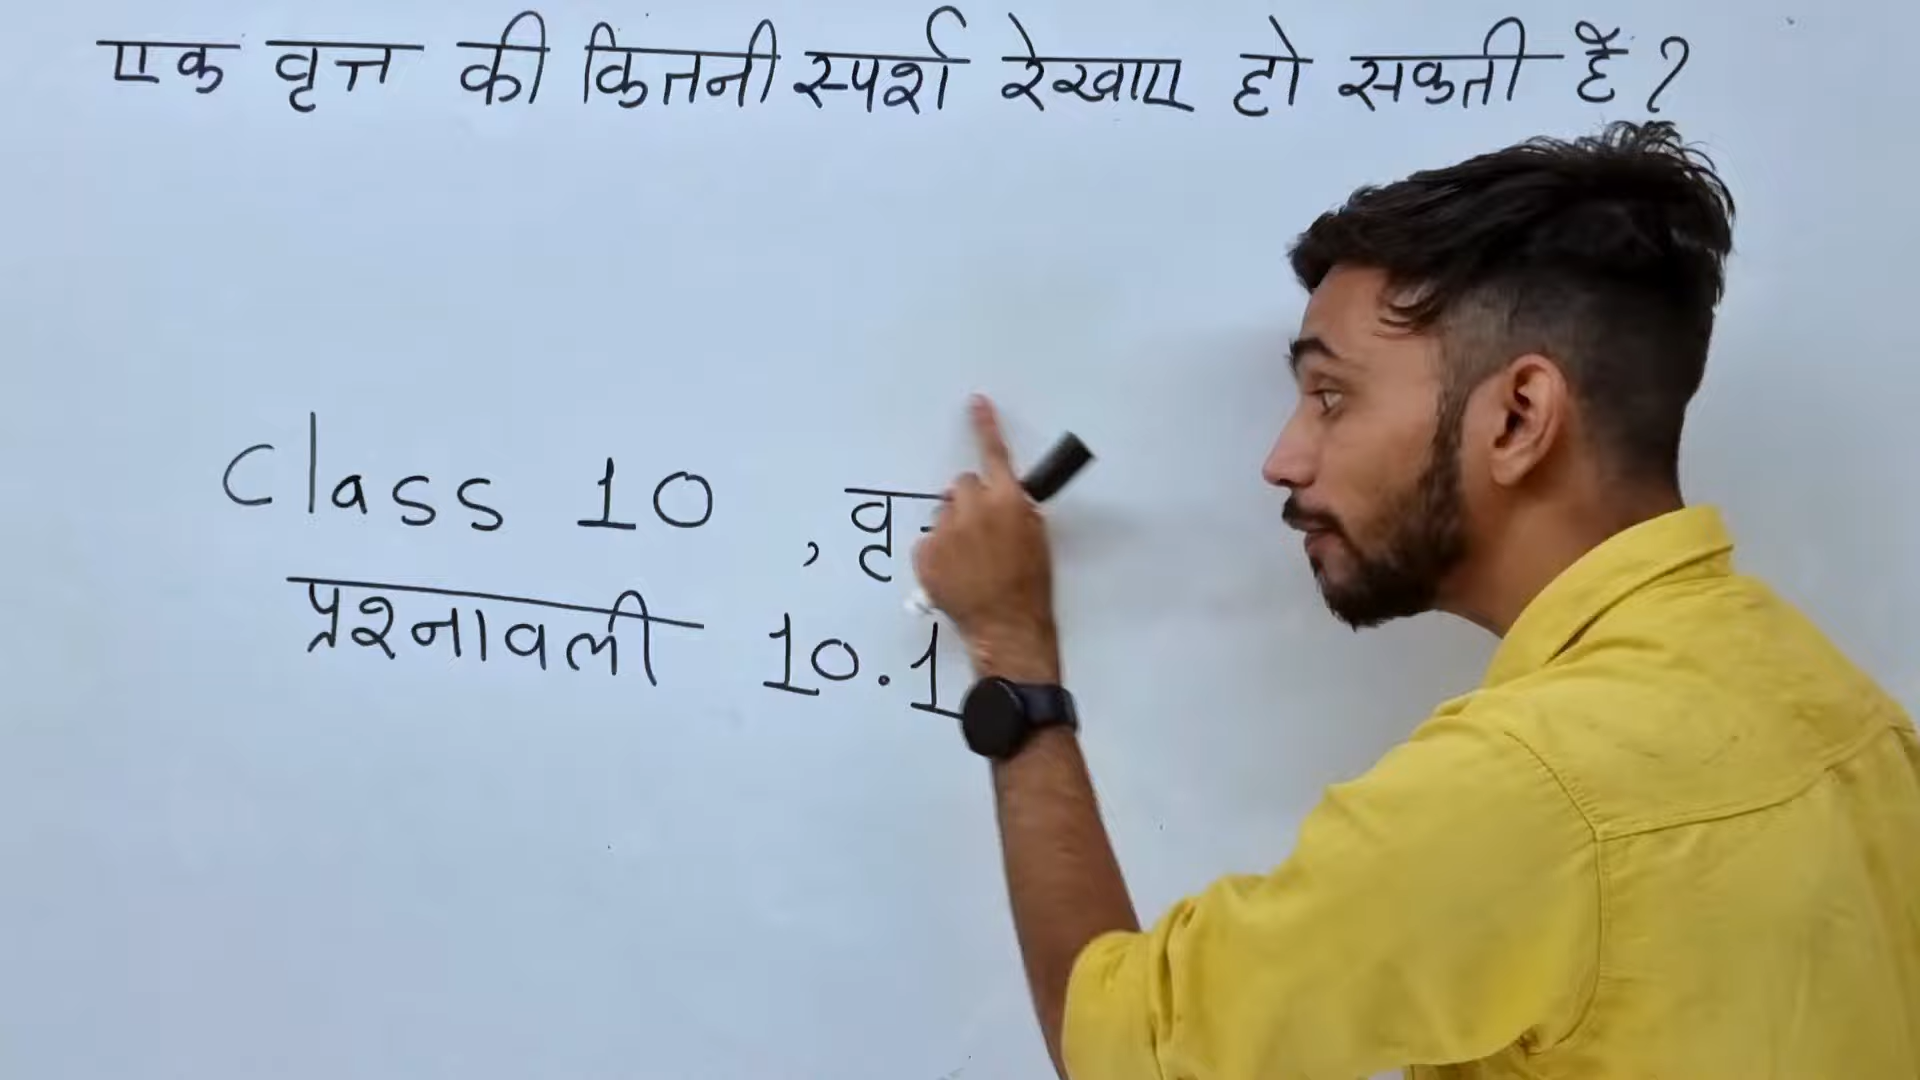 एक वृत्त की कितनी स्पर्श रेखाए हो सकती हैं?
Class 10 ,
प्रश्नावली 10.1